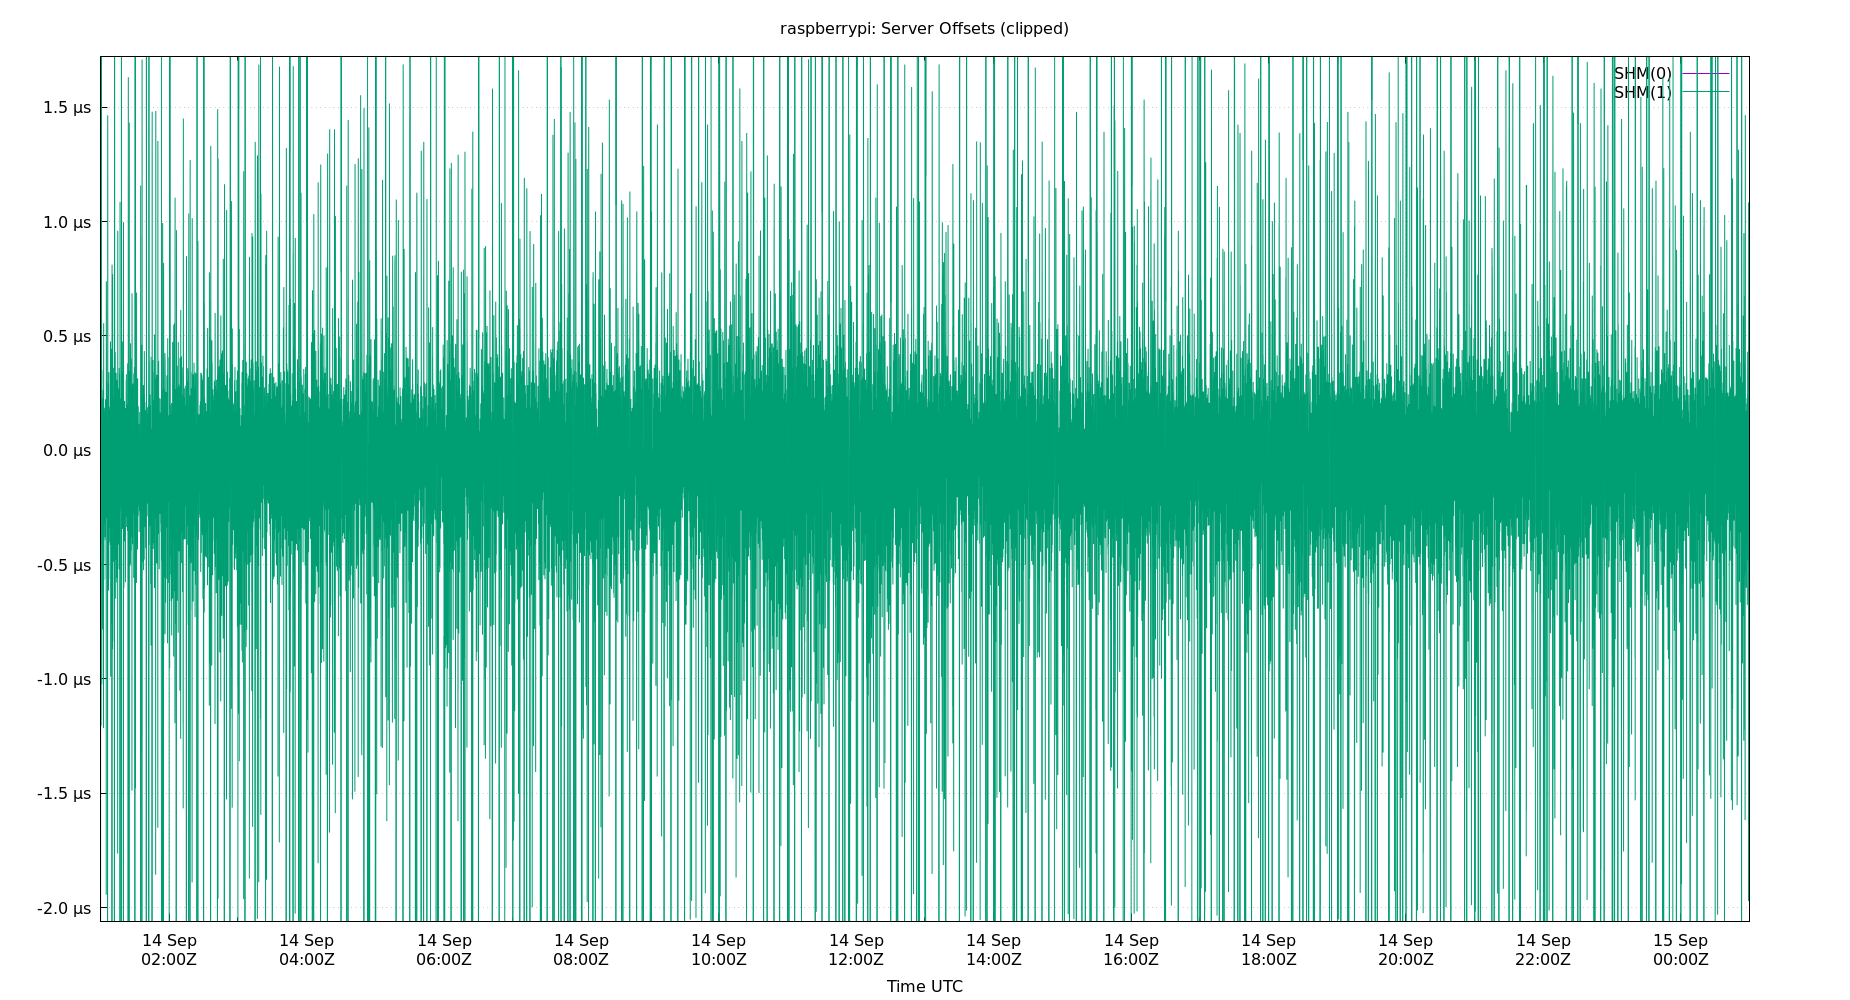 raspberrypi: Server Offsets (clipped)
SHM(0)
SHM(1)
1.5 µs
1.0 µs
0.5 µs
0.0 µs
-0.5 µs
-1.0 µs
-1.5 µs
-2.0 µs
14 Sep 14 Sep 14 Sep 14 Sep 14 Sep 14 Sep 14 Sep 14 Sep 14 Sep 14 Sep 14 Sep 15 Sep
02:00Z 04:00Z 06:00Z 08:00Z 10:00Z 12:00Z 14:00Z 16:00Z 18:00Z 20:00Z 22:00Z 00:00Z
Time UTC